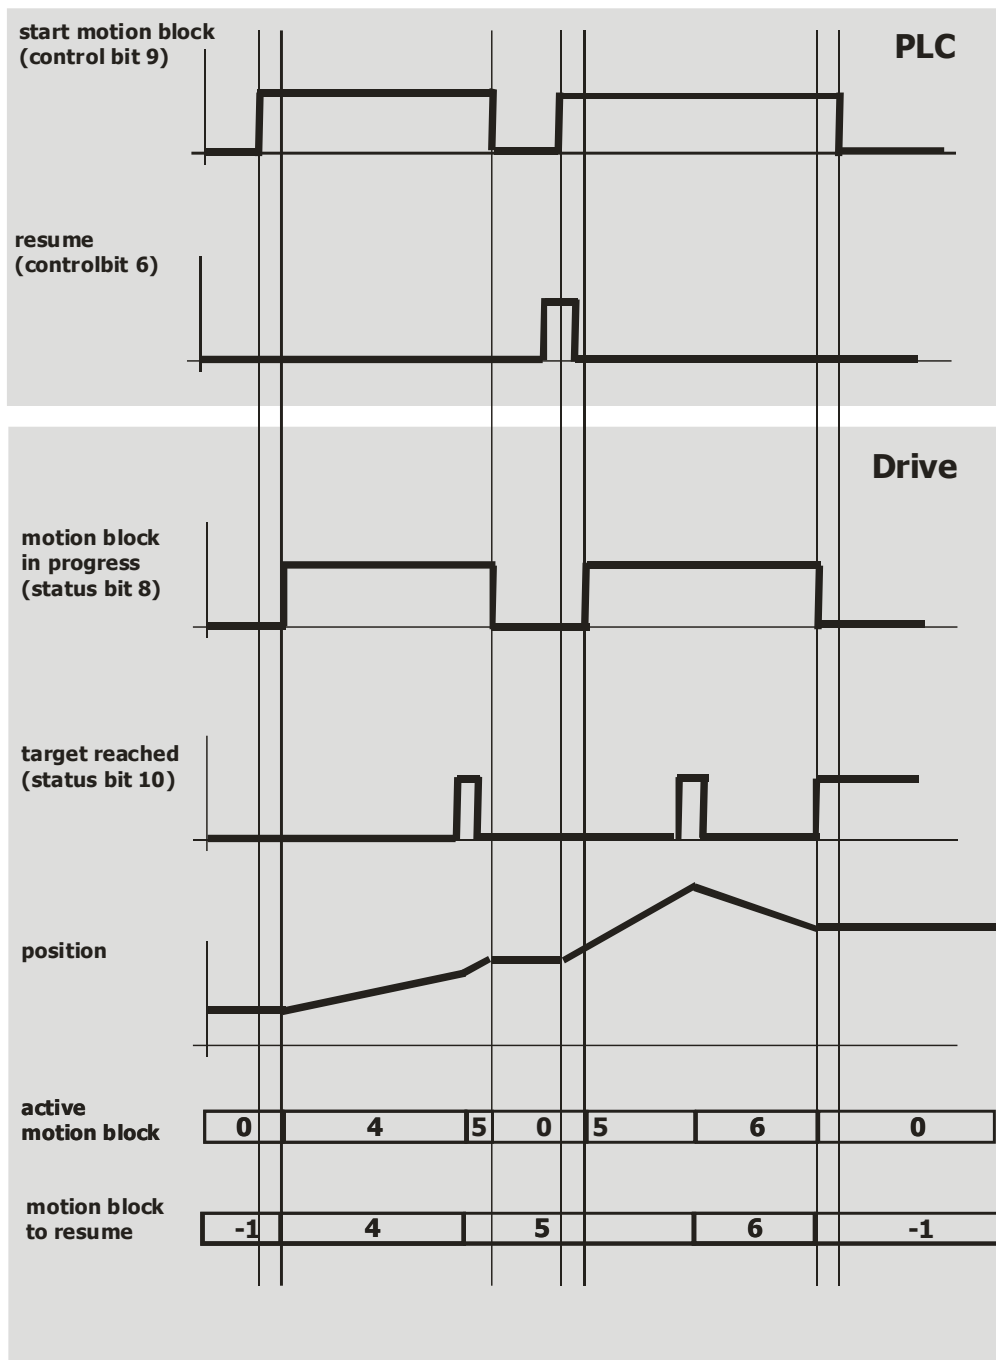 start motion block
(control bit 9)
PLC
resume
(controlbit 6)
Drive
motion block
in progress
(status bit 8)
target reached
(status bit 10)
position
active
motion block
0 4 5 0 5 6 0
motion block
to resume
-1 4 5 6 -1